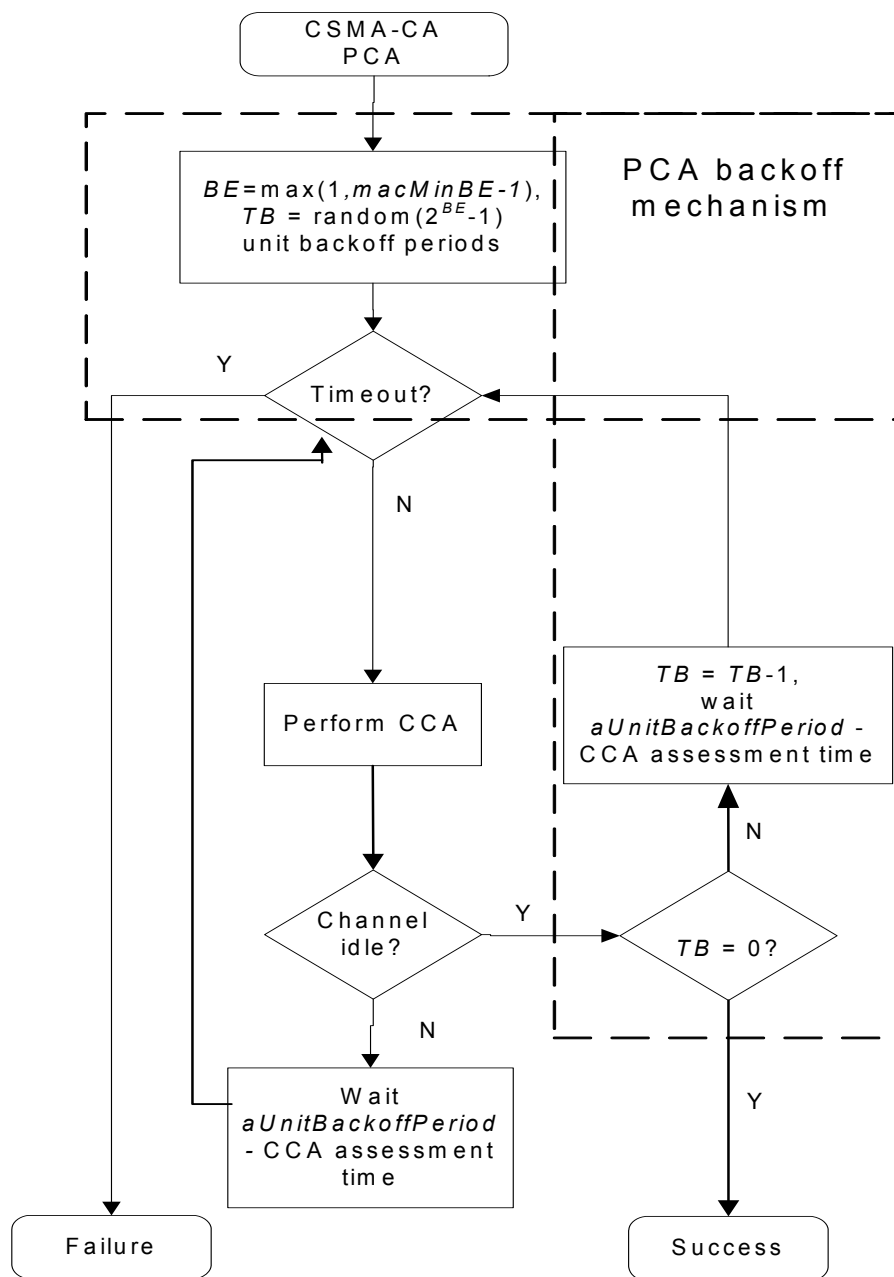 CSMA-CA
PCA
BE=max(1,macMinBE-1),
TB = random(2^BE-1)
unit backoff periods
PCA backoff
mechanism
Y
Timeout?
N
TB = TB-1,
wait
aUnitBackoffPeriod -
CCA assessment time
Perform CCA
N
Channel
idle?
Y
TB = 0?
N
Wait
aUnitBackoffPeriod
- CCA assessment
time
Y
Failure
Success